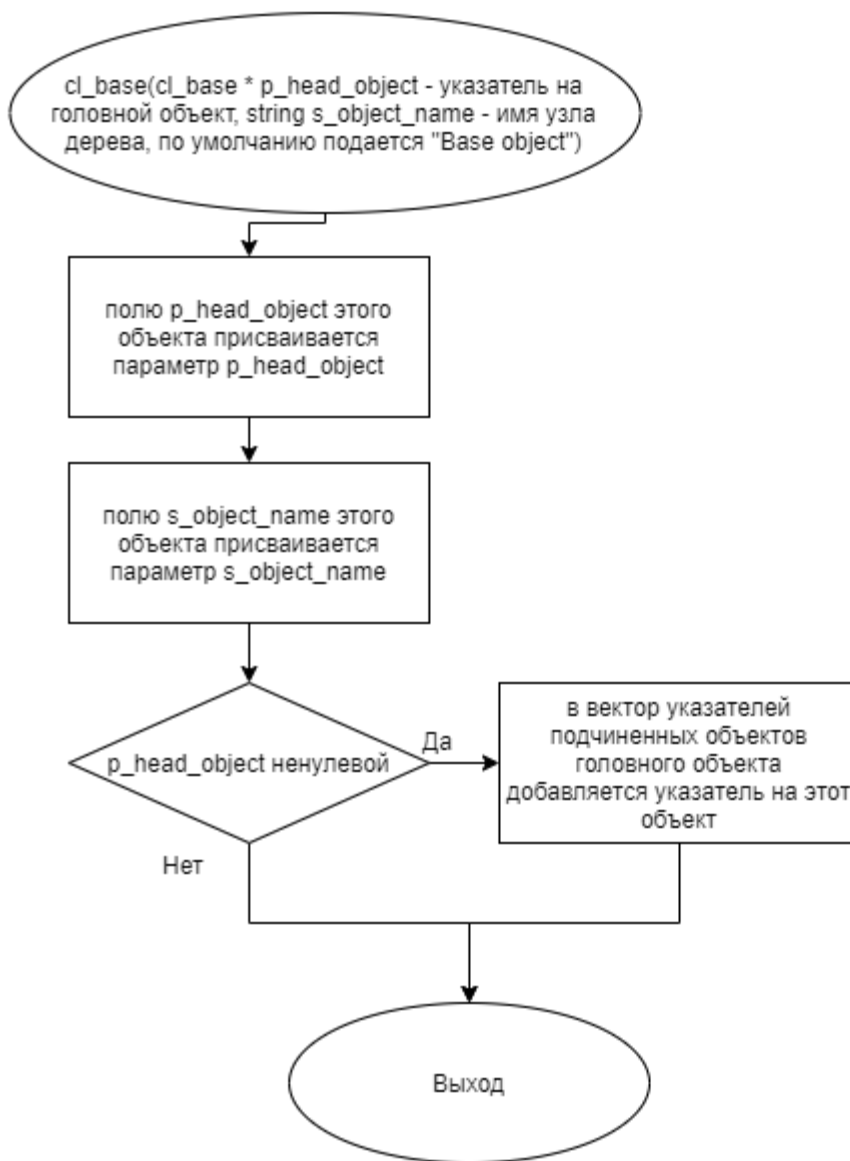 cl_base(cl_base * p_head_object - указатель на
головной объект, string s_object_name - имя узла
дерева, по умолчанию подается "Base object")
полю p_head_object этого
объекта присваивается
параметр p_head_object
полю s_object_name этого
объекта присваивается
параметр s_object_name
p_head_object ненулевой
Да
в вектор указателей
подчиненных объектов
головного объекта
добавляется указатель на этот
объект
Нет
Выход